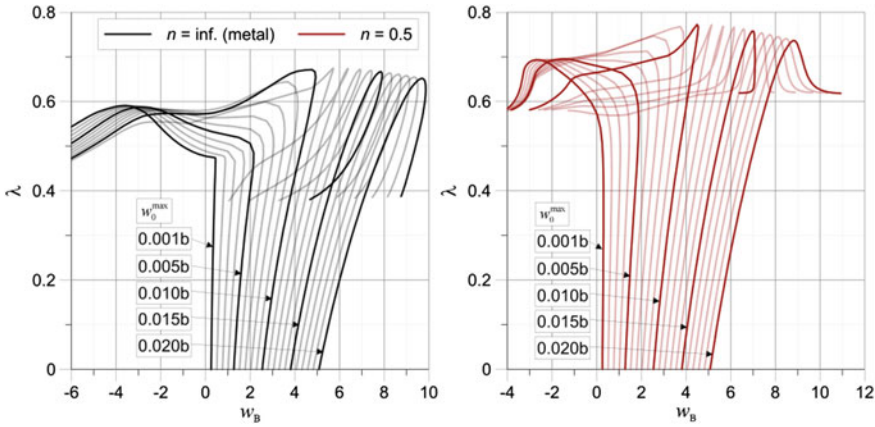 n = inf. (metal) n = 0.5
0.8
0.6
0.4
0.2
0
λ
w₀ᵐᵃˣ
0.001b
0.005b
0.010b
0.015b
0.020b
-6 -4 -2 0 2 4 6 8 10
w_B
0.8
0.6
0.4
0.2
0
λ
w₀ᵐᵃˣ
0.001b
0.005b
0.010b
0.015b
0.020b
-4 -2 0 2 4 6 8 10 12
w_B